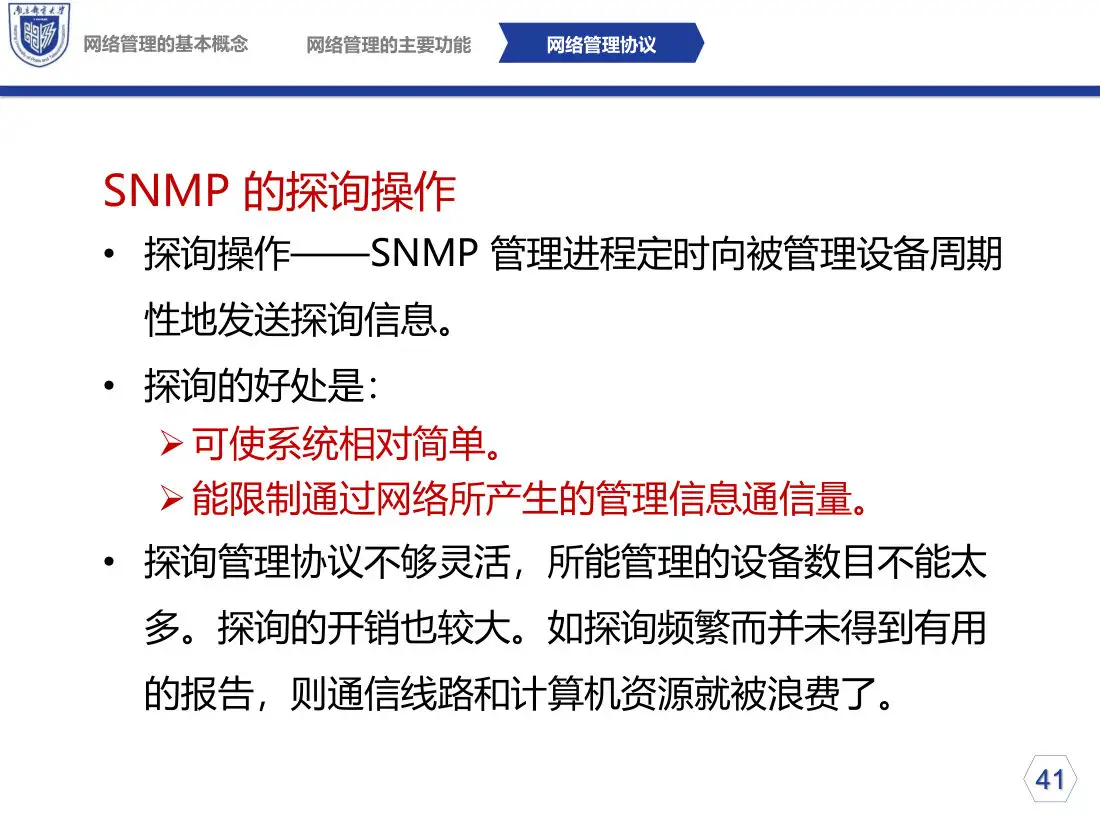 网络管理的基本概念
网络管理的主要功能
网络管理协议
SNMP 的探询操作
• 探询操作——SNMP 管理进程定时向被管理设备周期
性地发送探询信息。
• 探询的好处是：
➢ 可使系统相对简单。
➢ 能限制通过网络所产生的管理信息通信量。
• 探询管理协议不够灵活，所能管理的设备数目不能太
多。探询的开销也较大。如探询频繁而并未得到有用
的报告，则通信线路和计算机资源就被浪费了。
41